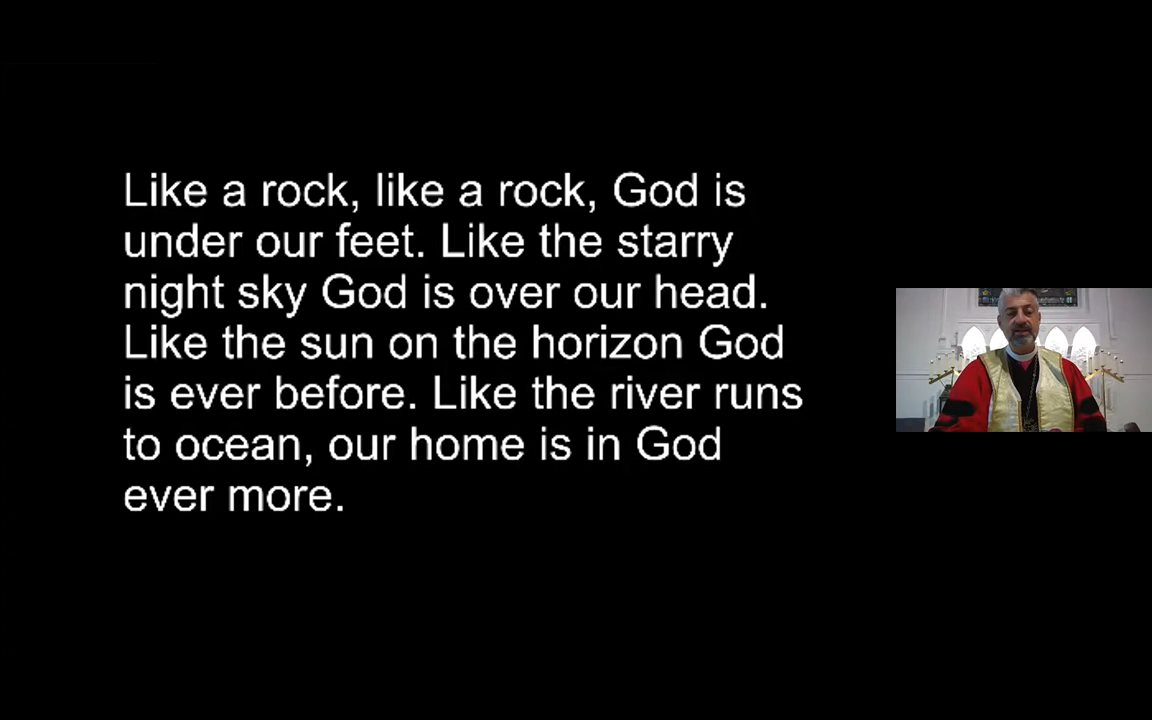 Like a rock, like a rock, God is
under our feet. Like the starry
night sky God is over our head.
Like the sun on the horizon God
is ever before. Like the river runs
to ocean, our home is in God
ever more.